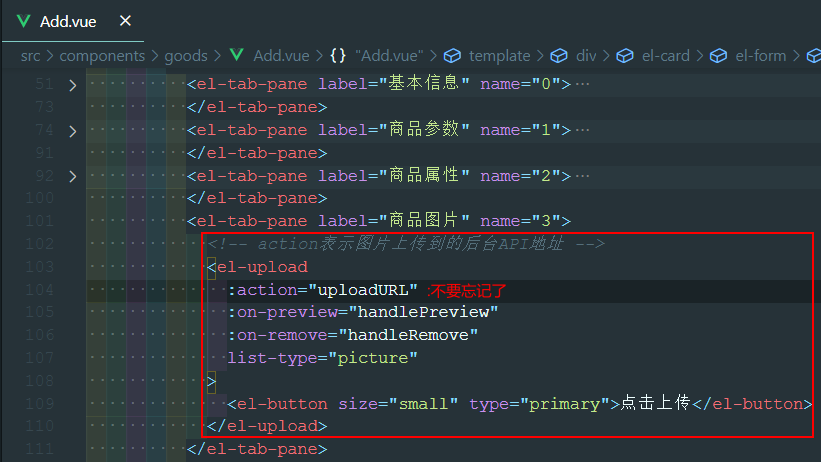 Add.vue ×
src > components > goods > Add.vue > {} "Add.vue" > template > div > el-card > el-form >
51 > <el-tab-pane label="基本信息" name="0">…
73 </el-tab-pane>
74 > <el-tab-pane label="商品参数" name="1">…
91 </el-tab-pane>
92 > <el-tab-pane label="商品属性" name="2">…
100 </el-tab-pane>
101 <el-tab-pane label="商品图片" name="3">
102 <!-- action表示图片上传到的后台API地址 -->
103 <el-upload
104 :action="uploadURL" :不要忘记了
105 :on-preview="handlePreview"
106 :on-remove="handleRemove"
107 list-type="picture"
108 >
109 <el-button size="small" type="primary">点击上传</el-button>
110 </el-upload>
111 </el-tab-pane>